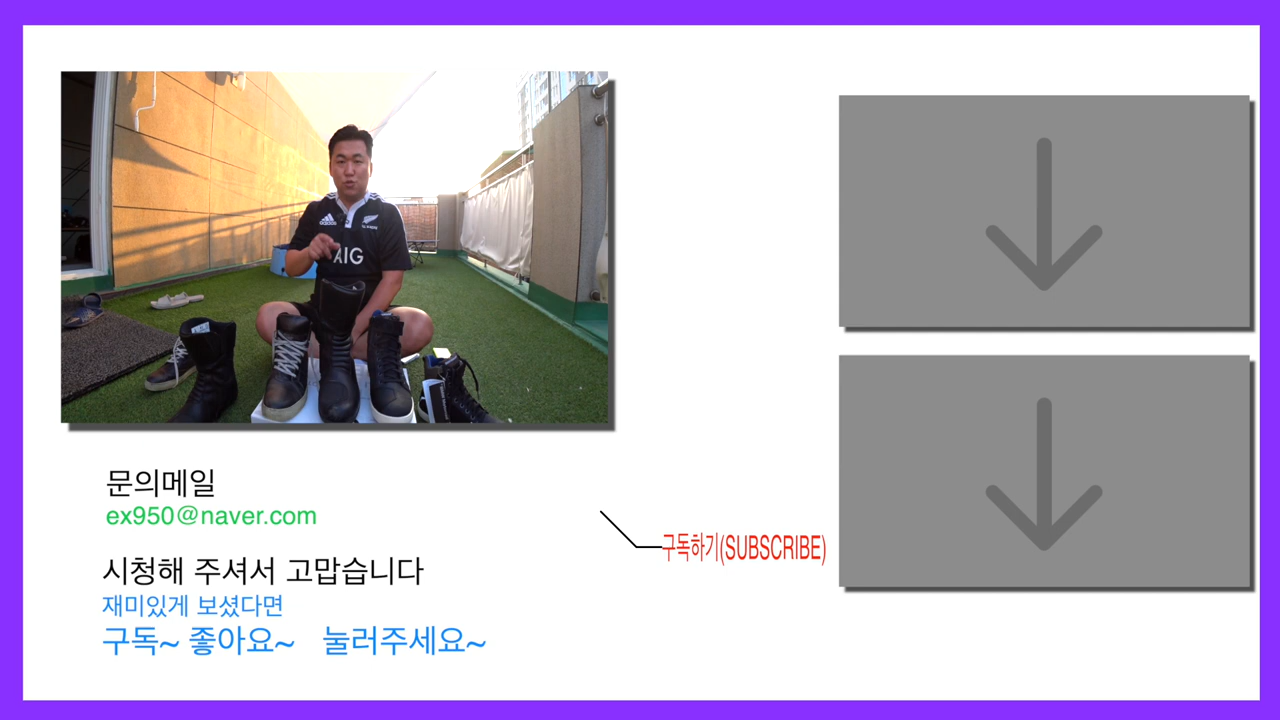 adidas
AIG
문의메일
ex950@naver.com
구독하기(SUBSCRIBE)
시청해 주셔서 고맙습니다
재미있게 보셨다면
구독~ 좋아요~ 눌러주세요~